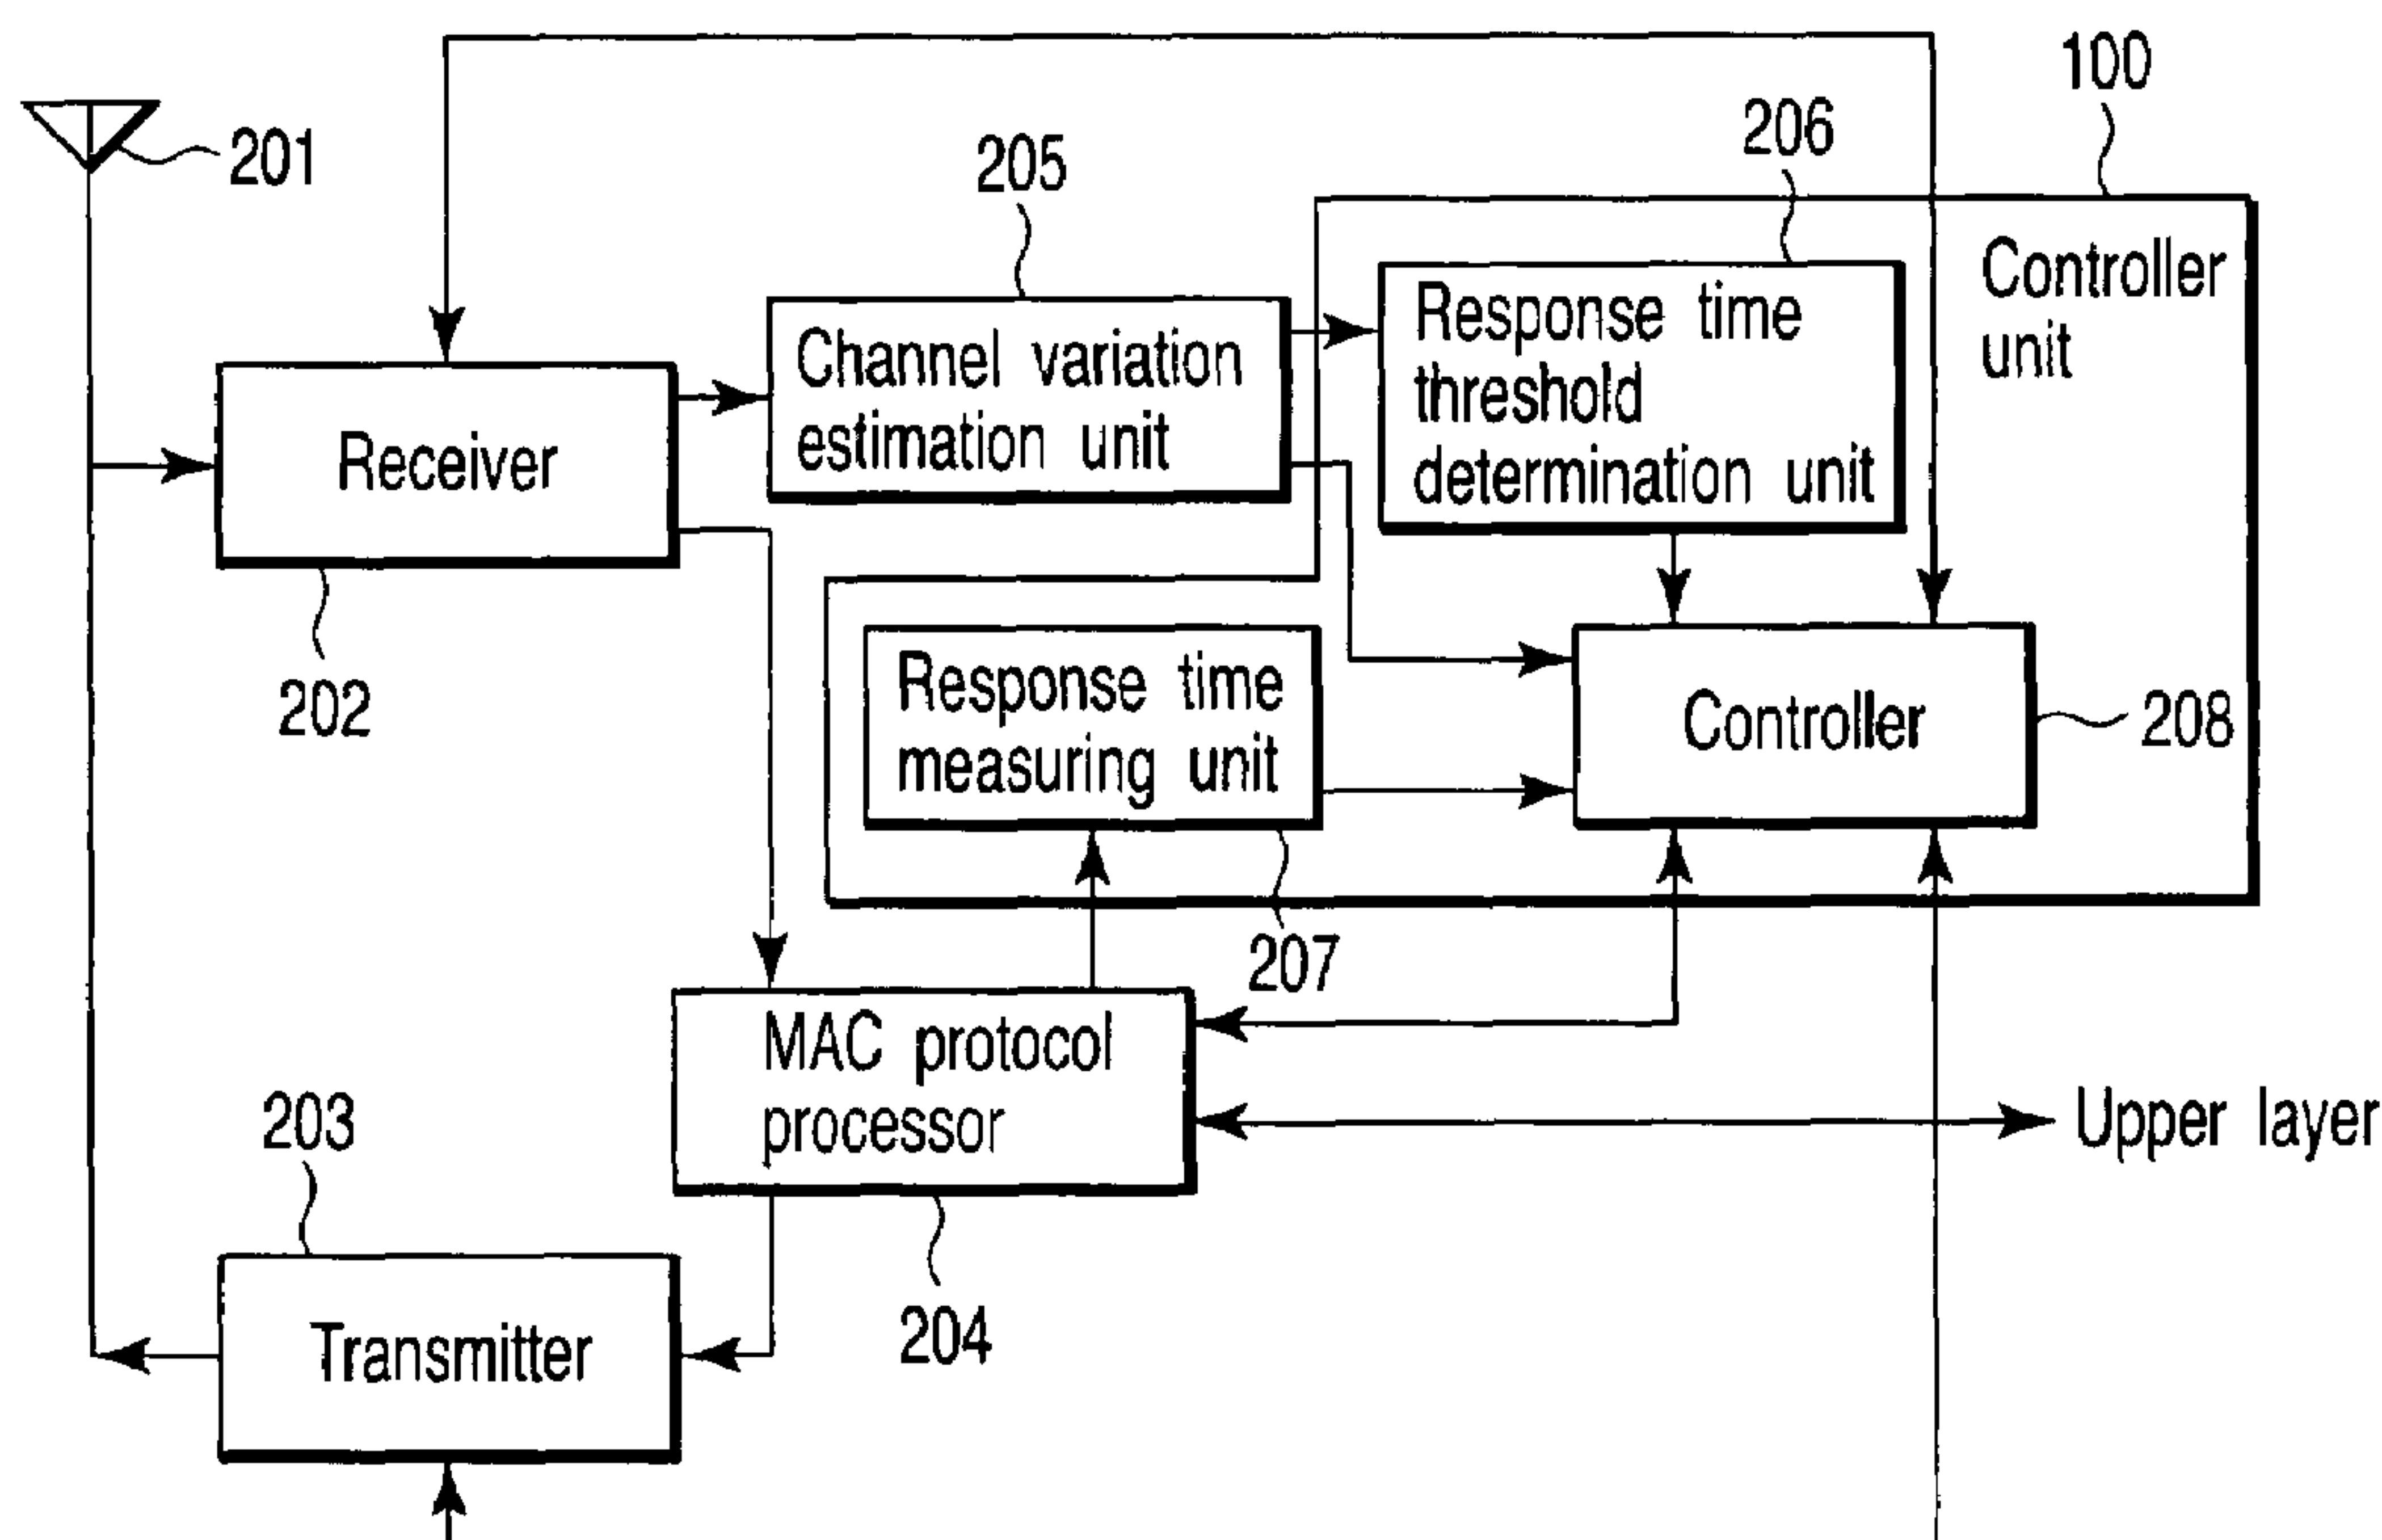 100
206
201
205
Controller
unit
Response time
threshold
determination unit
Channel variation
estimation unit
Receiver
202
Response time
measuring unit
Controller
208
207
MAC protocol
processor
203
Upper layer
204
Transmitter